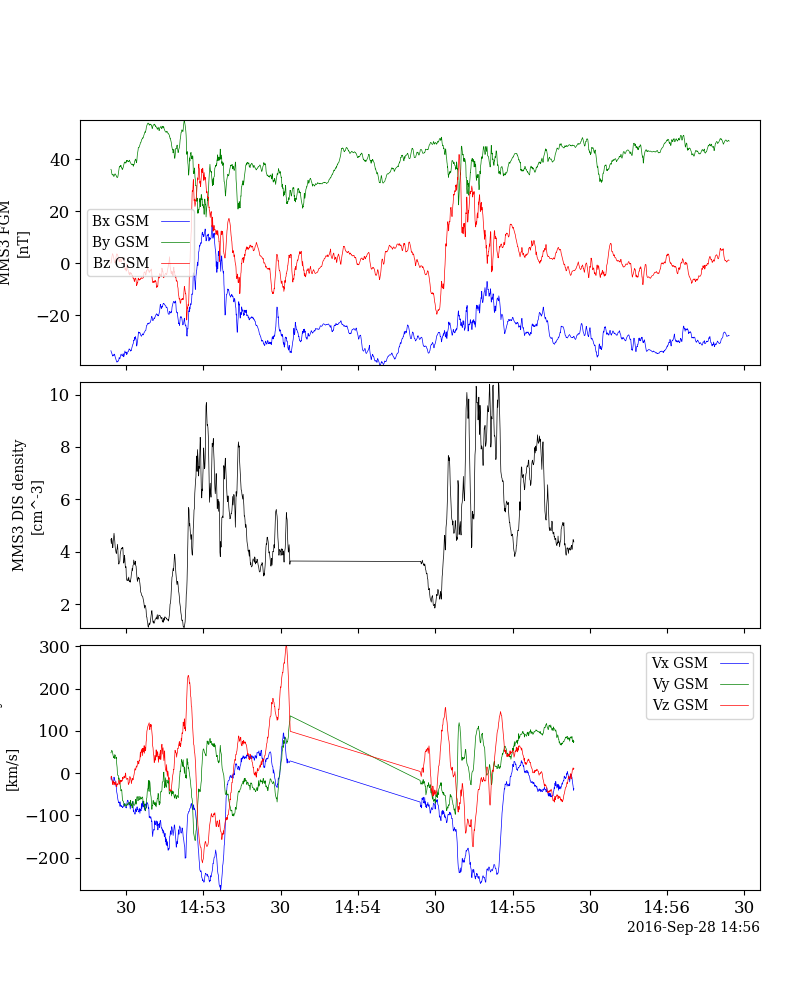 MMS3 FGM
[nT]
40
20
0
−20
Bx GSM
By GSM
Bz GSM
MMS3 DIS density
[cm^-3]
10
8
6
4
2
[km/s]
300
200
100
0
−100
−200
Vx GSM
Vy GSM
Vz GSM
30 14:53 30 14:54 30 14:55 30 14:56 30
2016-Sep-28 14:56